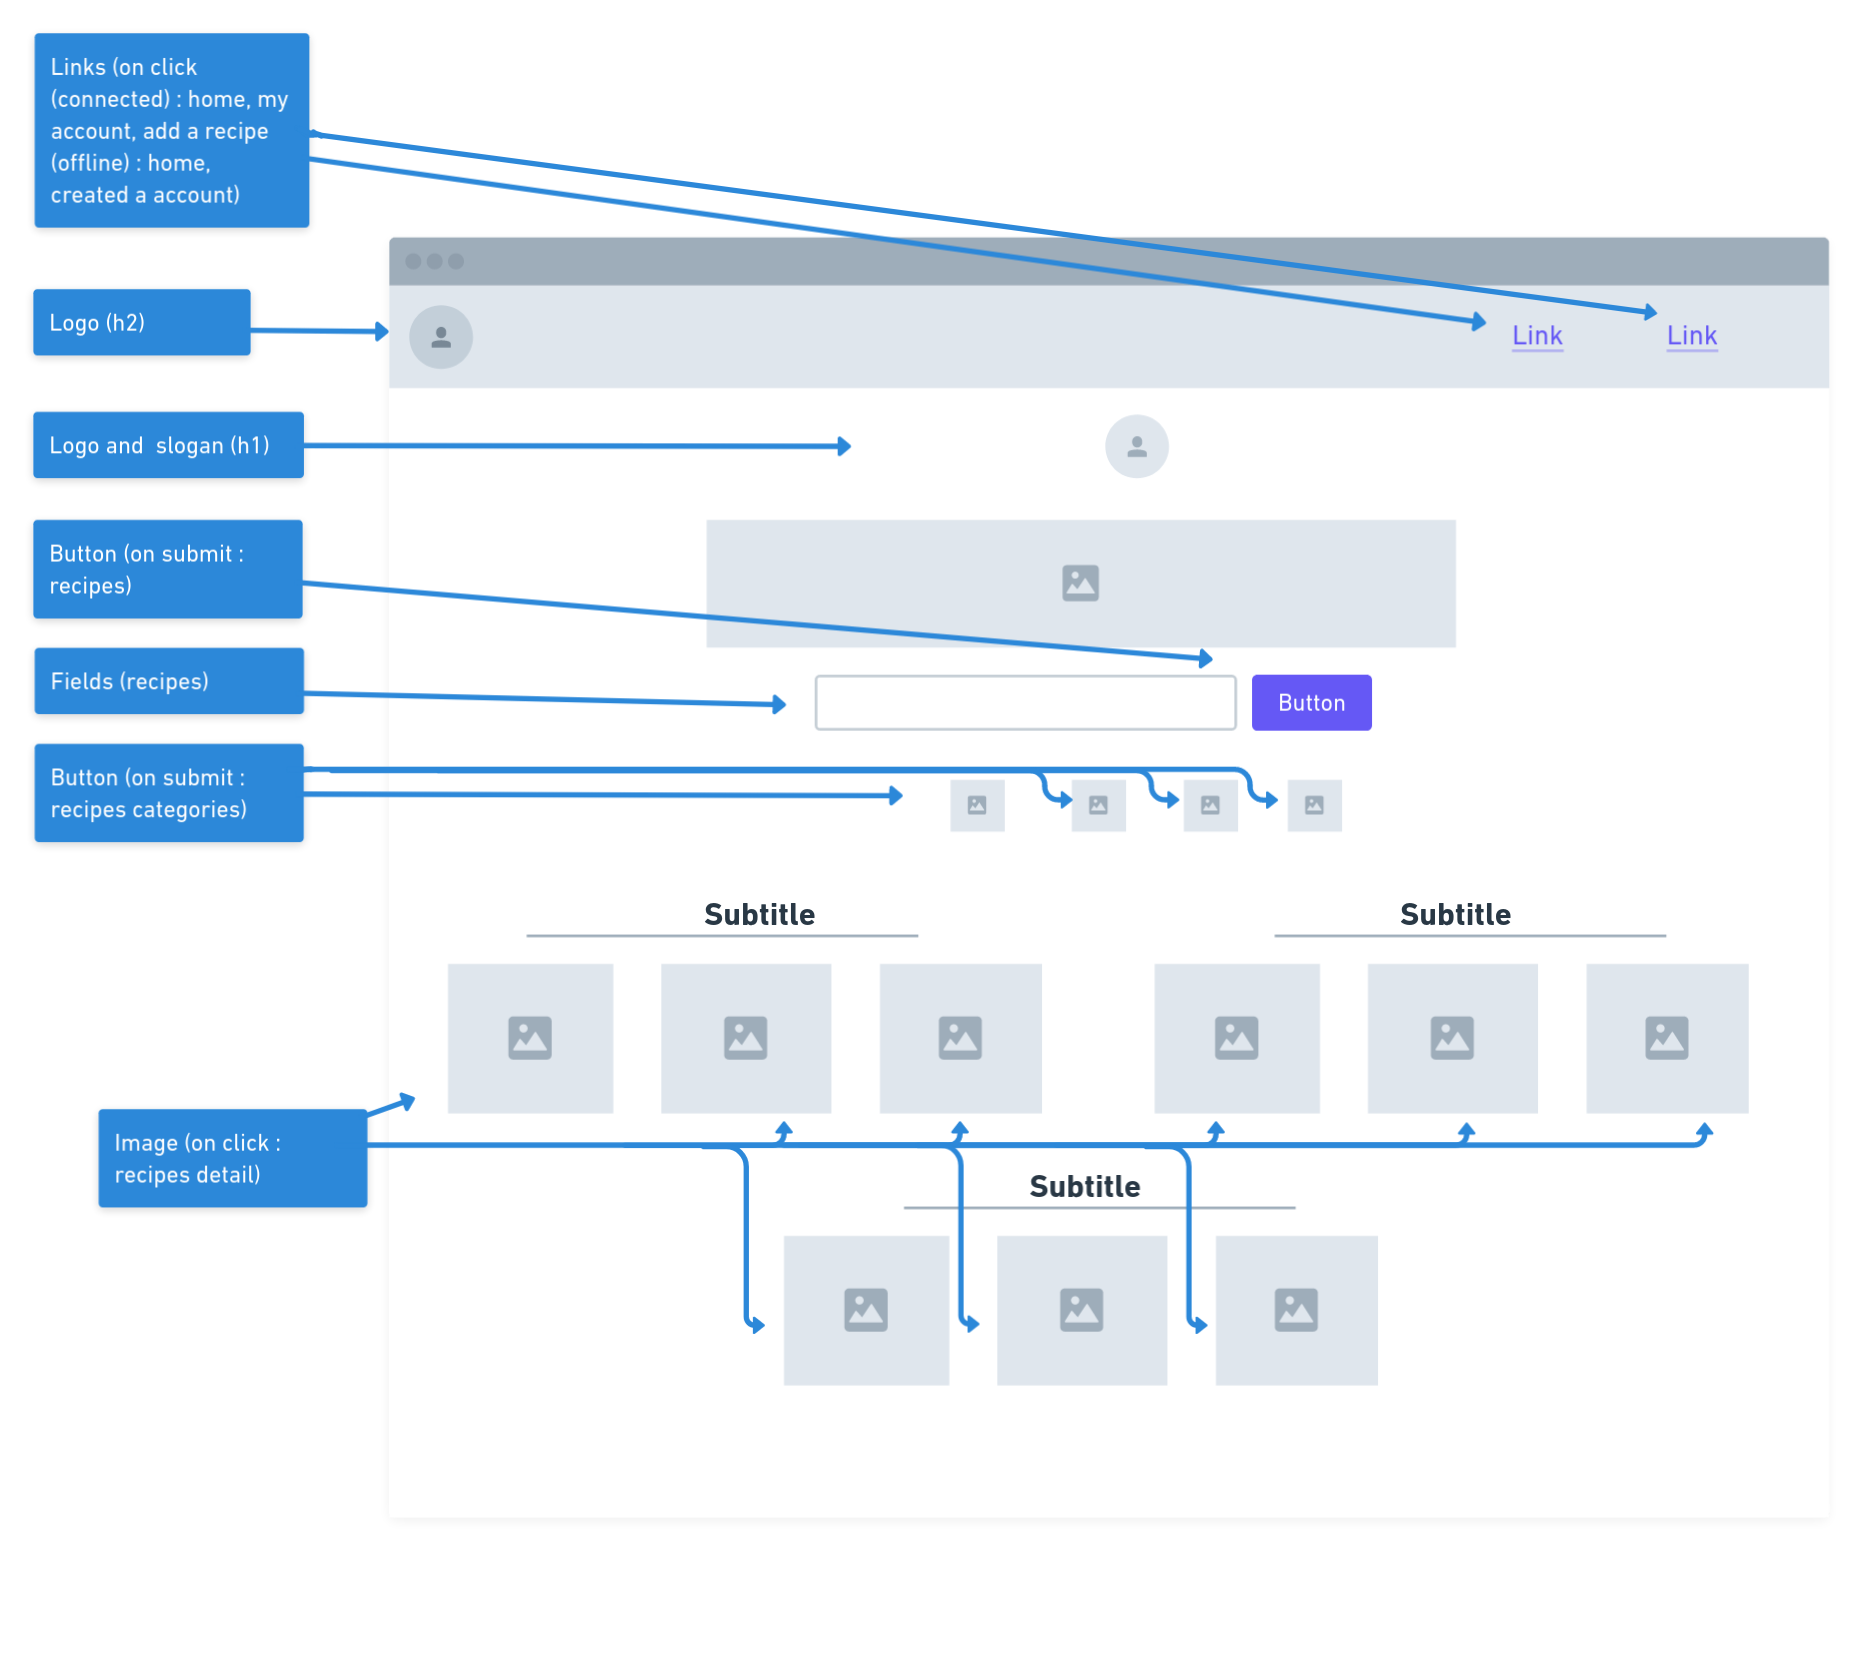 Links (on click
(connected) : home, my
account, add a recipe
(offline) : home,
created a account)
Logo (h2)
Link
Link
Logo and  slogan (h1)
Button (on submit :
recipes)
Fields (recipes)
Button
Button (on submit :
recipes categories)
Subtitle
Subtitle
Image (on click :
recipes detail)
Subtitle